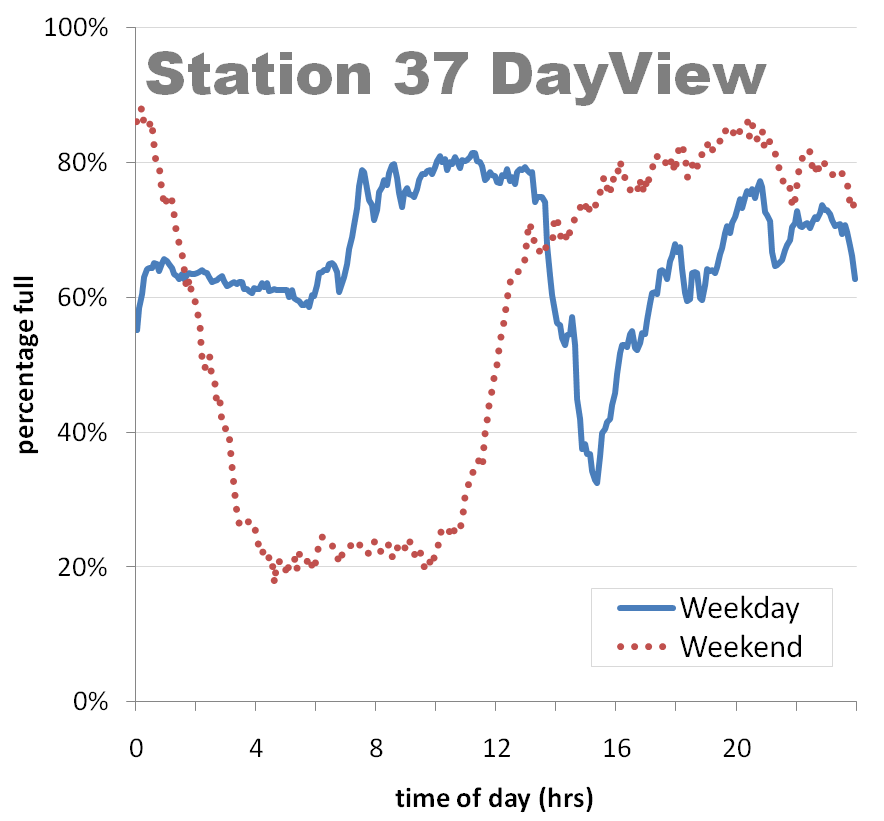 Station 37 DayView
100%
80%
60%
40%
20%
0%
percentage full
0 4 8 12 16 20
time of day (hrs)
Weekday
Weekend